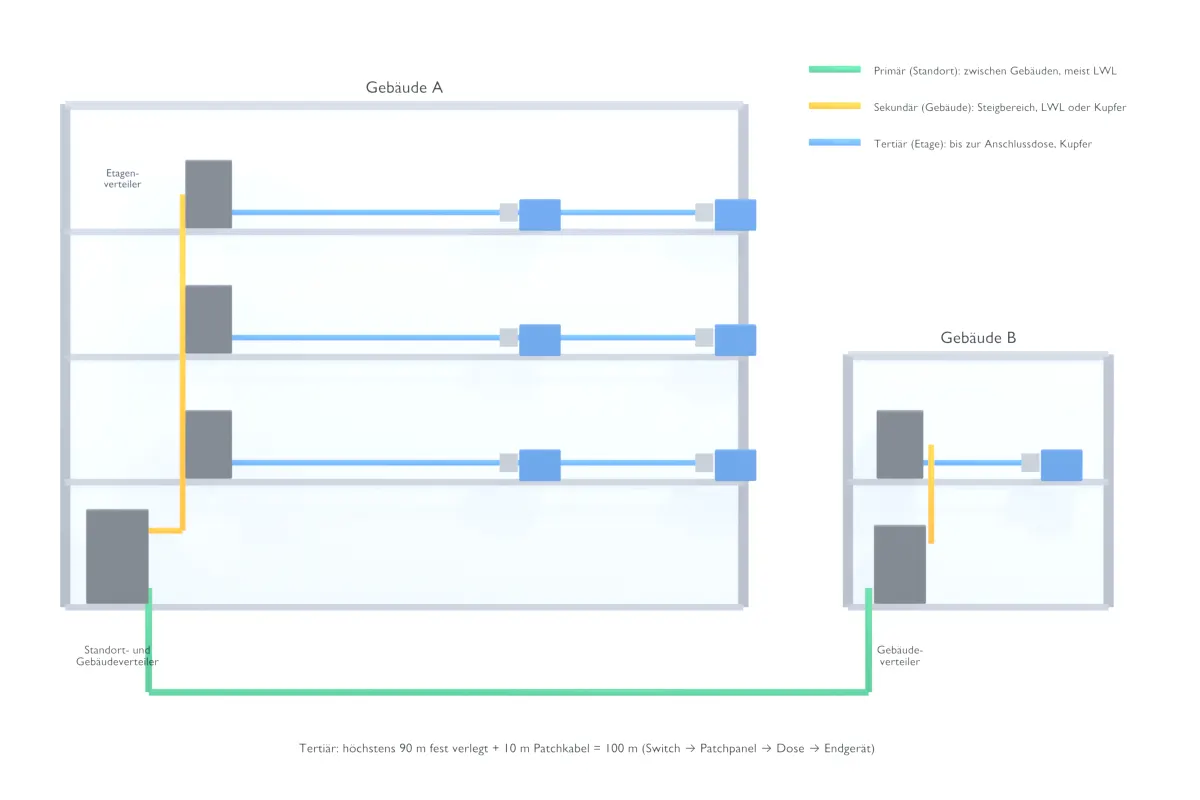 Gebäude A
Primär (Standort): zwischen Gebäuden, meist LWL
Sekundär (Gebäude): Steigbereich, LWL oder Kupfer
Tertiär (Etage): bis zur Anschlussdose, Kupfer
Etagen-
verteiler
Gebäude B
Standort- und
Gebäudeverteiler
Gebäude-
verteiler
Tertiär: höchstens 90 m fest verlegt + 10 m Patchkabel = 100 m (Switch → Patchpanel → Dose → Endgerät)